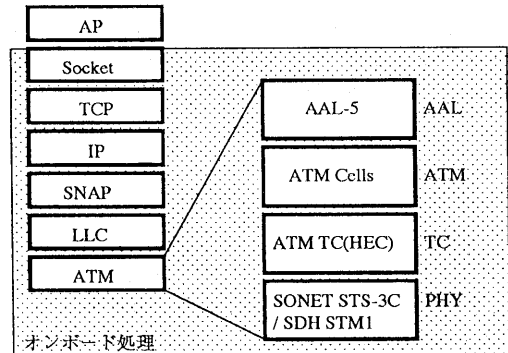 AP
Socket
TCP
IP
SNAP
LLC
ATM
AAL-5 AAL
ATM Cells ATM
ATM TC(HEC) TC
SONET STS-3C PHY
/ SDH STM1
オンボード処理